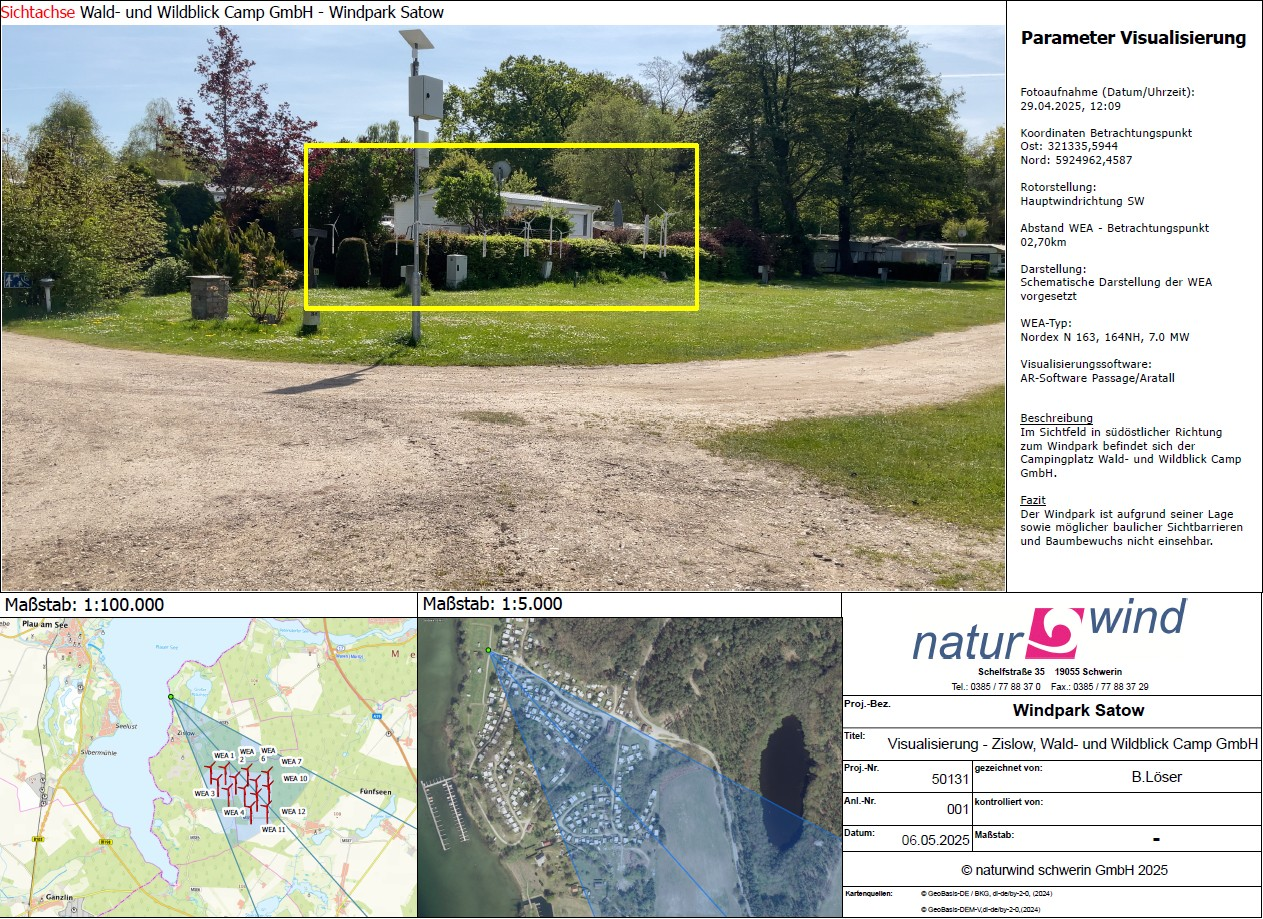 Sichtachse Wald- und Wildblick Camp GmbH - Windpark Satow
Parameter Visualisierung
Fotoaufnahme (Datum/Uhrzeit):
29.04.2025, 12:09
Koordinaten Betrachtungspunkt
Ost: 321335,5944
Nord: 5924962,4587
Rotorstellung:
Hauptwindrichtung SW
Abstand WEA - Betrachtungspunkt
02,70km
Darstellung:
Schematische Darstellung der WEA
vorgesetzt
WEA-Typ:
Nordex N 163, 164NH, 7.0 MW
Visualisierungssoftware:
AR-Software Passage/Aratall
Beschreibung
Im Sichtfeld in südöstlicher Richtung
zum Windpark befindet sich der
Campingplatz Wald- und Wildblick Camp
GmbH.
Fazit
Der Windpark ist aufgrund seiner Lage
sowie möglicher baulicher Sichtbarrieren
und Baumbewuchs nicht einsehbar.
Maßstab: 1:100.000
Plau am See
Plauer See
M e
Seelust
Zislow
Silbermühle
WEA 1
WEA
2
WEA
6
WEA 7
WEA 10
WEA 3
WEA 4
WEA 12
WEA 11
Fünfseen
Ganzlin
Maßstab: 1:5.000
natur wind
Schelfstraße 35 19055 Schwerin
Tel.: 0385 / 77 88 37 0 Fax.: 0385 / 77 88 37 29
Proj.-Bez.
Windpark Satow
Titel:
Visualisierung - Zislow, Wald- und Wildblick Camp GmbH
Proj.-Nr.
50131
gezeichnet von:
B.Löser
Anl.-Nr.
001
kontrolliert von:
Datum:
06.05.2025
Maßstab:
-
© naturwind schwerin GmbH 2025
Kartenquellen:
© GeoBasis-DE / BKG, dl-de/by-2-0, (2024)
© GeoBasis-DEM-V,dl-de/by-2-0,(2024)